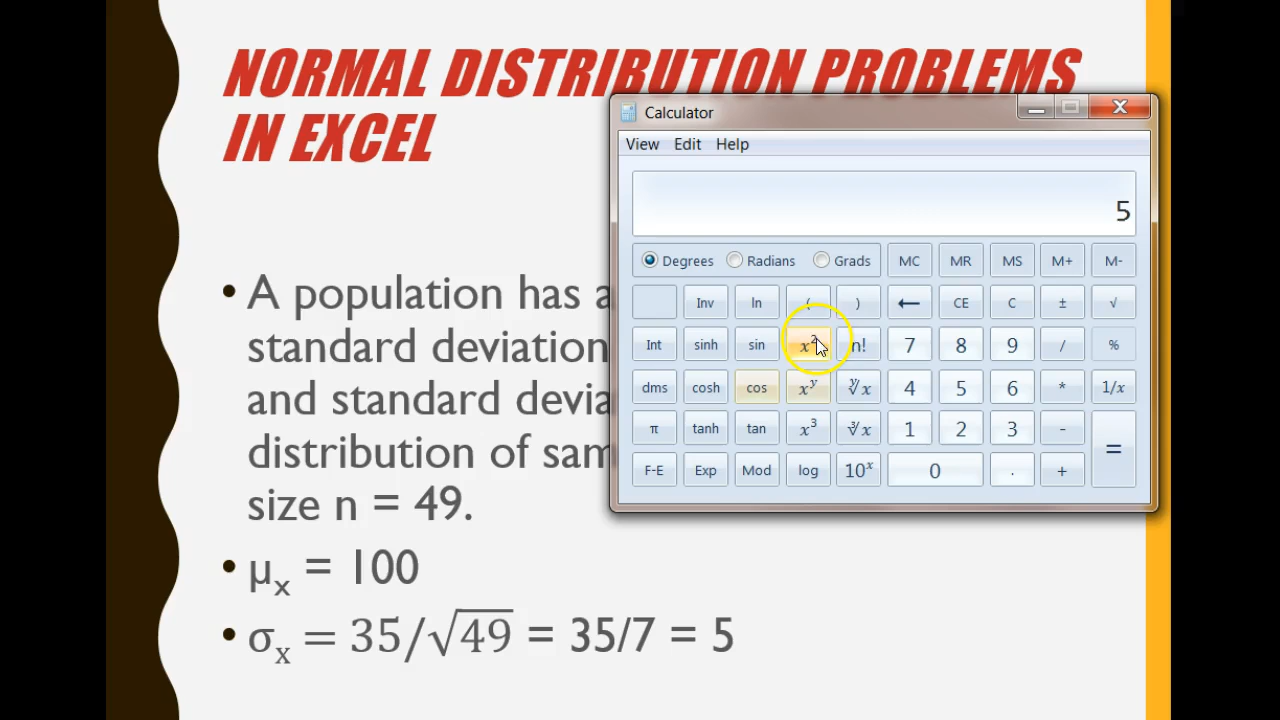 NORMAL DISTRIBUTION PROBLEMS
IN EXCEL
• A population has a
standard deviation
and standard devia
distribution of sam
size n = 49.
• μₓ = 100
• σₓ = 35/√49 = 35/7 = 5
Calculator
View Edit Help
5
Degrees Radians Grads MC MR MS M+ M-
Inv ln ( ) ← CE C ± √
Int sinh sin x² n! 7 8 9 / %
dms cosh cos xʸ ʸ√x 4 5 6 * 1/x
π tanh tan x³ ³√x 1 2 3 - =
F-E Exp Mod log 10ˣ 0 . +